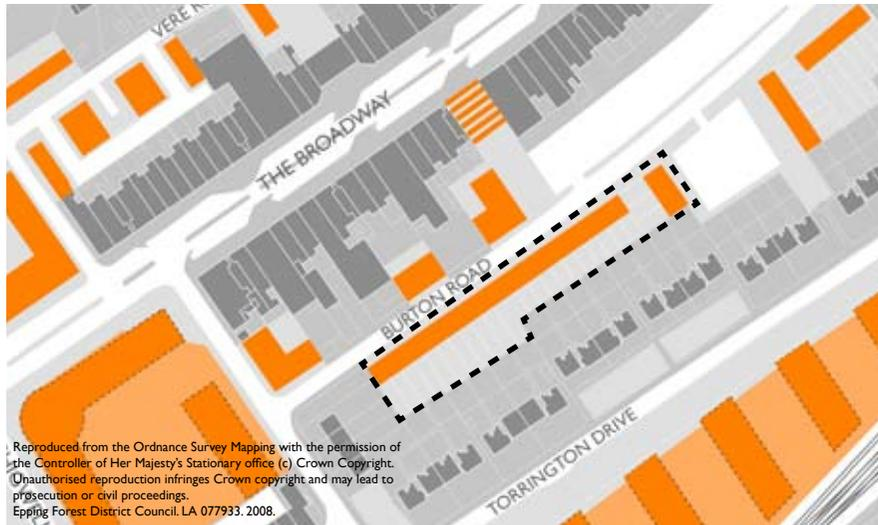 THE BROADWAY
BURTON ROAD
TORRINGTON DRIVE
Reproduced from the Ordnance Survey Mapping with the permission of
the Controller of Her Majesty's Stationary office (c) Crown Copyright.
Unauthorised reproduction infringes Crown copyright and may lead to
prosecution or civil proceedings.
Epping Forest District Council. LA 077933. 2008.